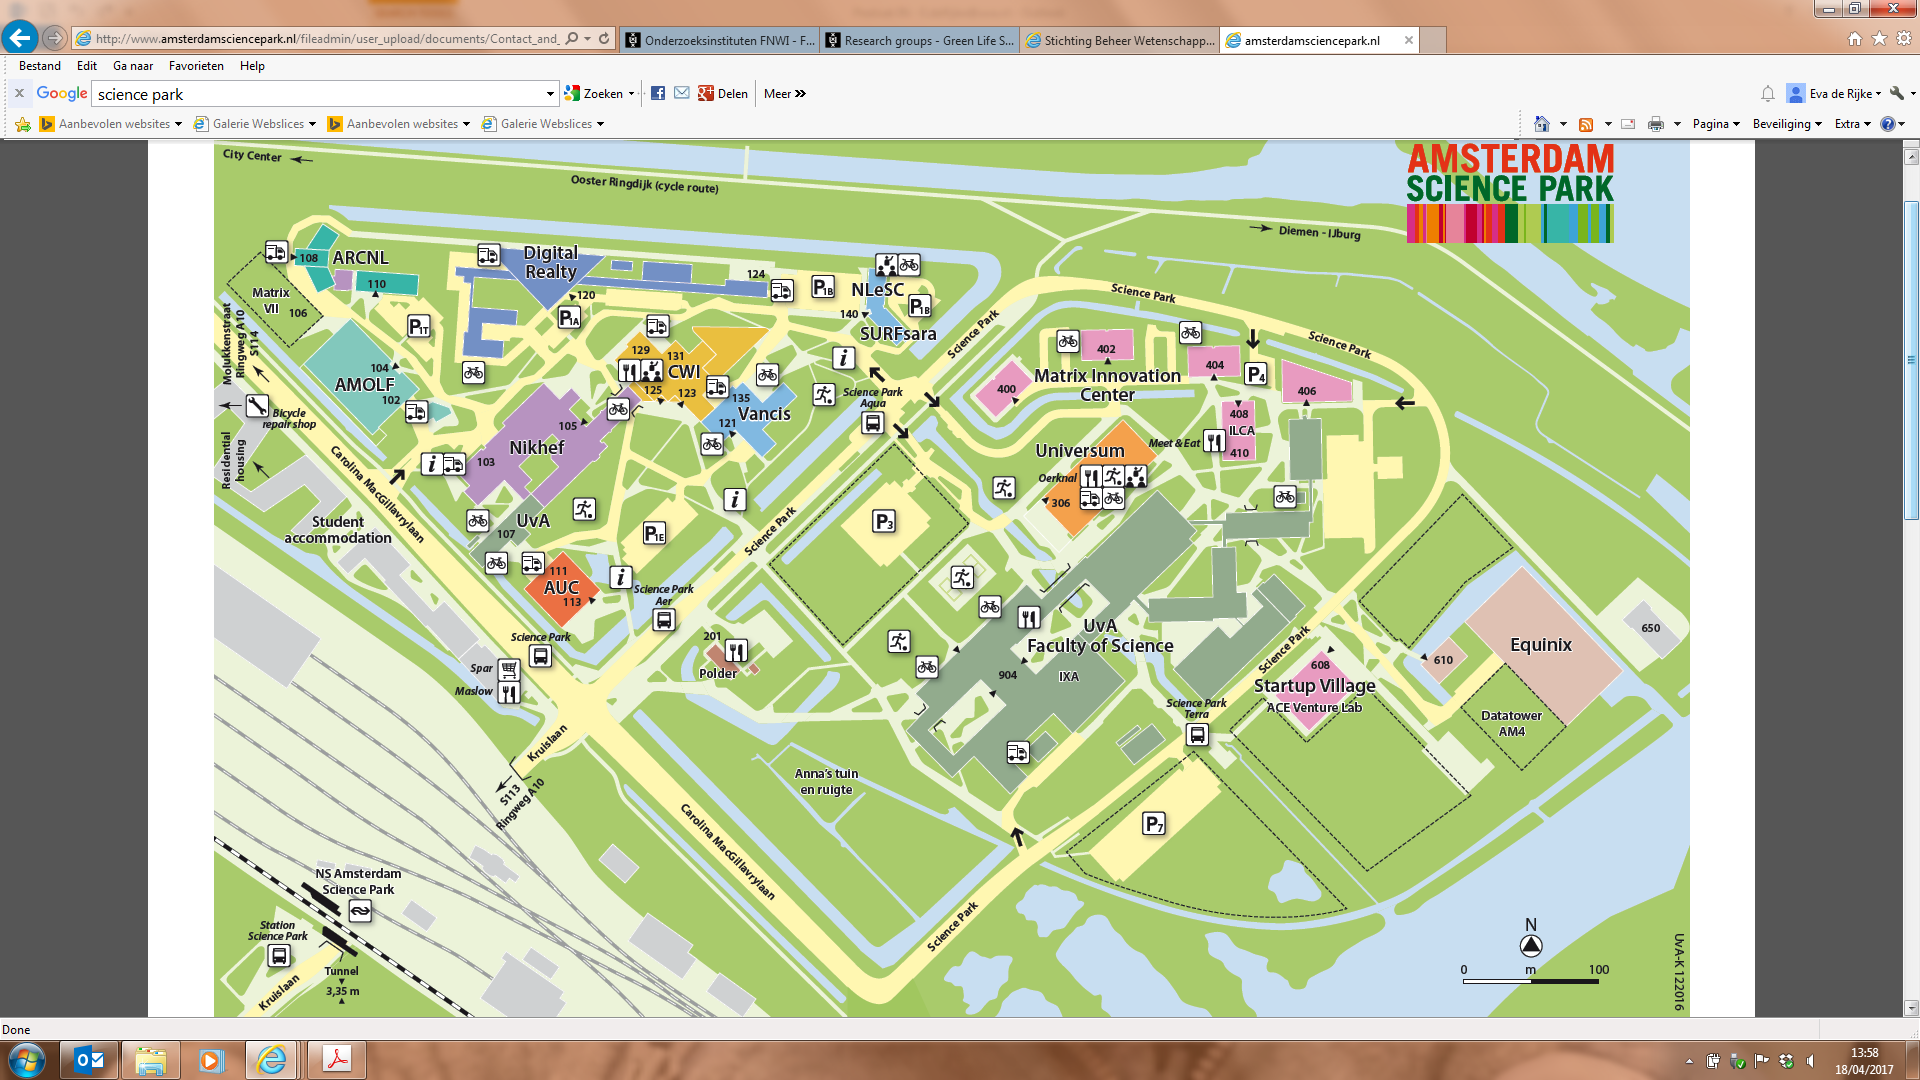 http://www.amsterdamsciencepark.nl/fileadmin/user_upload/documents/Contact_and_
Onderzoeksinstituten FNWI - F...
Research groups - Green Life S...
Stichting Beheer Wetenschapp...
amsterdamsciencepark.nl
Bestand Edit Ga naar Favorieten Help
x Google science park Zoeken Delen Meer »
Eva de Rijke
Aanbevolen websites Galerie Webslices Aanbevolen websites Galerie Webslices
Pagina Beveiliging Extra
AMSTERDAM
SCIENCE PARK
City Center
Ooster Ringdijk (cycle route)
Diemen - IJburg
ARCNL
108
110
Digital
Realty
120
124
P1B
NLeSC
P1B
140
SURFsara
Matrix
VII 106
P1T
P1A
Molukkenstraat
Ringweg A10
S114
104
AMOLF
102
129
131
CWI
125
123
135
Vancis
121
i
Science Park
Aqua
Science Park
Science Park
Science Park
402
404
P4
406
400
Matrix Innovation
Center
408
ILCA
410
Meet & Eat
Bicycle
repair shop
Residential
housing
105
Nikhef
103
i
i
Carolina MacGillavrylaan
Universum
Oerknal
306
Student
accommodation
UvA
107
P1E
P3
Science Park
111
AUC
113
i
Science Park
Aer
Science Park
Spar
Maslow
201
Polder
UvA
Faculty of Science
904
IXA
Science Park
608
Startup Village
ACE Venture Lab
Science Park
Terra
610
Equinix
650
Datatower
AM4
Kruislaan
S113
Ringweg A10
Anna's tuin
en ruigte
Carolina MacGillavrylaan
P7
Science Park
NS Amsterdam
Science Park
Station
Science Park
Tunnel
3,35 m
Kruislaan
N
0 m 100
UvA-K 122016
Done
13:58
18/04/2017